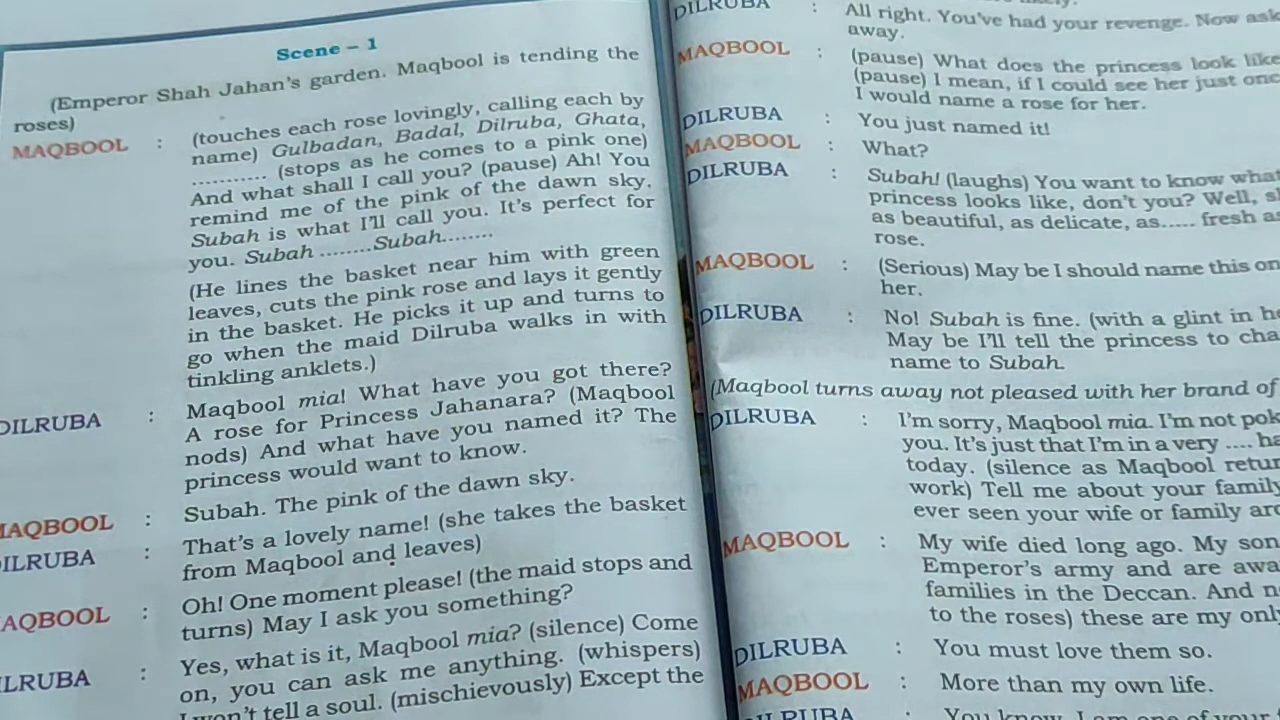 Scene – 1
(Emperor Shah Jahan's garden. Maqbool is tending the
roses)
MAQBOOL : (touches each rose lovingly, calling each by
name) Gulbadan, Badal, Dilruba, Ghata,
........... (stops as he comes to a pink one)
And what shall I call you? (pause) Ah! You
remind me of the pink of the dawn sky.
Subah is what I'll call you. It's perfect for
you. Subah ........Subah........
(He lines the basket near him with green
leaves, cuts the pink rose and lays it gently
in the basket. He picks it up and turns to
go when the maid Dilruba walks in with
tinkling anklets.)
DILRUBA : Maqbool mia! What have you got there?
A rose for Princess Jahanara? (Maqbool
nods) And what have you named it? The
princess would want to know.
MAQBOOL : Subah. The pink of the dawn sky.
DILRUBA : That's a lovely name! (she takes the basket
from Maqbool and leaves)
MAQBOOL : Oh! One moment please! (the maid stops and
turns) May I ask you something?
DILRUBA : Yes, what is it, Maqbool mia? (silence) Come
on, you can ask me anything. (whispers)
I won't tell a soul. (mischievously) Except the
DILRUBA : All right. You've had your revenge. Now ask
away.
MAQBOOL : (pause) What does the princess look like
(pause) I mean, if I could see her just
I would name a rose for her.
DILRUBA : You just named it!
MAQBOOL : What?
DILRUBA : Subah! (laughs) You want to know what
princess looks like, don't you? Well,
as beautiful, as delicate, as..... fresh
rose.
MAQBOOL : (Serious) May be I should name this
her.
DILRUBA : No! Subah is fine. (with a glint in
May be I'll tell the princess to
name to Subah.
(Maqbool turns away not pleased with her brand of
DILRUBA : I'm sorry, Maqbool mia. I'm not
you. It's just that I'm in a very ....
today. (silence as Maqbool
work) Tell me about your family
ever seen your wife or family
MAQBOOL : My wife died long ago. My
Emperor's army and are
families in the Deccan. And
to the roses) these are my
DILRUBA : You must love them so.
MAQBOOL : More than my own life.
DILRUBA : You know, I am one of your